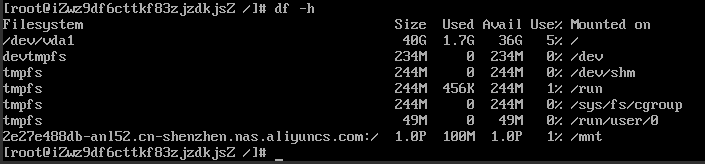 [root@iZwz9df6cttkf83zjzdkjsZ /]# df -h
Filesystem Size Used Avail Use% Mounted on
/dev/vda1 40G 1.7G 36G 5% /
devtmpfs 234M 0 234M 0% /dev
tmpfs 244M 0 244M 0% /dev/shm
tmpfs 244M 456K 244M 1% /run
tmpfs 244M 0 244M 0% /sys/fs/cgroup
tmpfs 49M 0 49M 0% /run/user/0
2e27e488db-anl52.cn-shenzhen.nas.aliyuncs.com:/ 1.0P 100M 1.0P 1% /mnt
[root@iZwz9df6cttkf83zjzdkjsZ /]# _